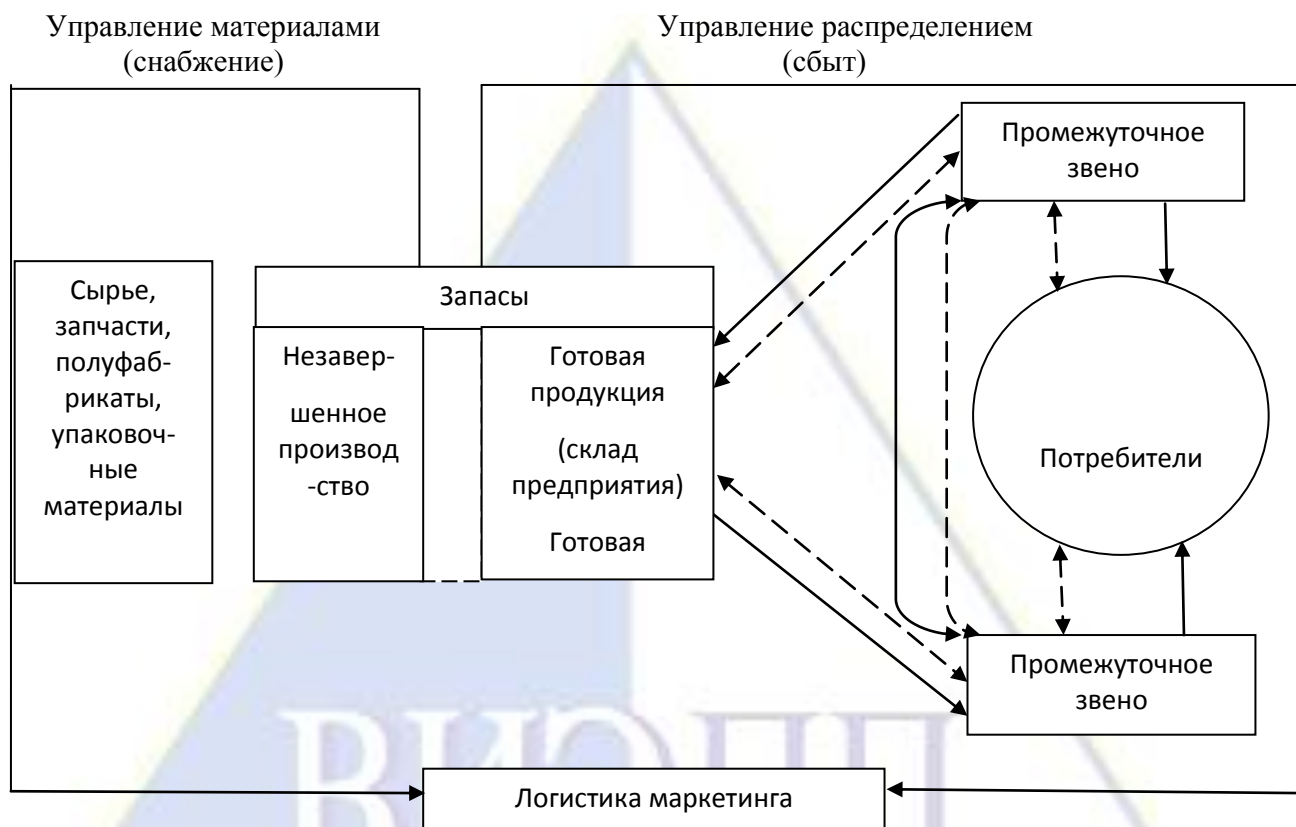 Управление материалами
(снабжение)
Управление распределением
(сбыт)
Промежуточное
звено
Сырье,
запчасти,
полуфаб-
рикаты,
упаковоч-
ные
материалы
Запасы
Незавер-
шенное
производ
-ство
Готовая
продукция
(склад
предприятия)
Готовая
Потребители
Промежуточное
звено
ВИЭПП
Логистика маркетинга